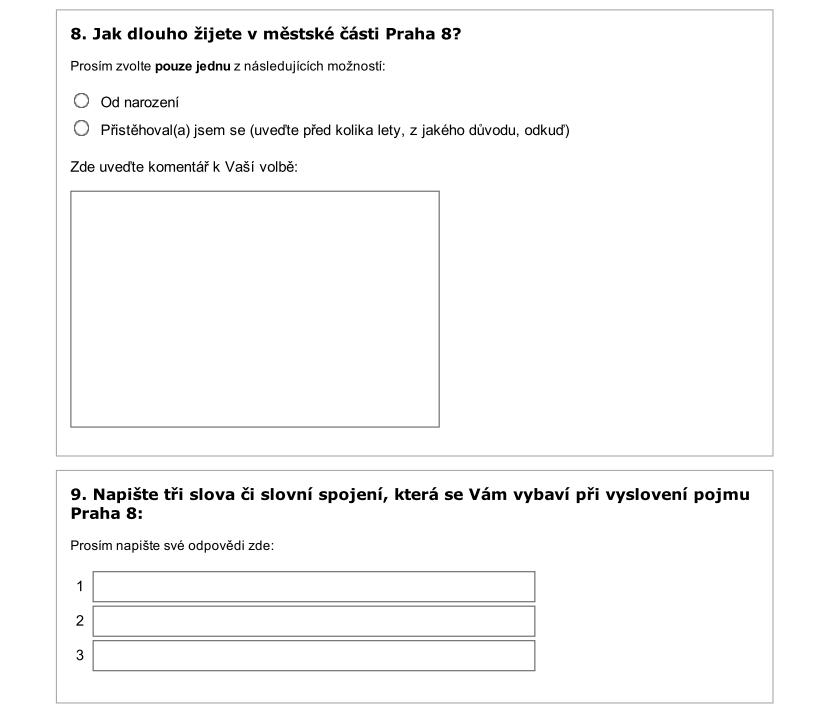 8. Jak dlouho žijete v městské části Praha 8?
Prosím zvolte pouze jednu z následujících možností:
Od narození
Přistěhoval(a) jsem se (uveďte před kolika lety, z jakého důvodu, odkuď)
Zde uveďte komentář k Vaší volbě:
9. Napište tři slova či slovní spojení, která se Vám vybaví při vyslovení pojmu
Praha 8:
Prosím napište své odpovědi zde:
1
2
3